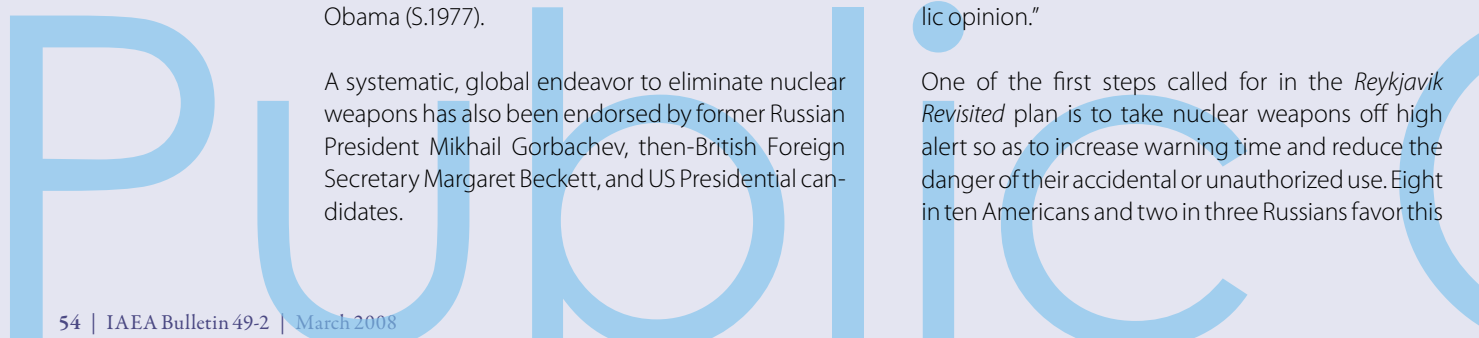 Obama (S.1977).
A systematic, global endeavor to eliminate nuclear
weapons has also been endorsed by former Russian
President Mikhail Gorbachev, then-British Foreign
Secretary Margaret Beckett, and US Presidential can-
didates.
lic opinion.”
One of the first steps called for in the Reykjavik
Revisited plan is to take nuclear weapons off high
alert so as to increase warning time and reduce the
danger of their accidental or unauthorized use. Eight
in ten Americans and two in three Russians favor this
Public
54 | IAEA Bulletin 49-2 | March 2008